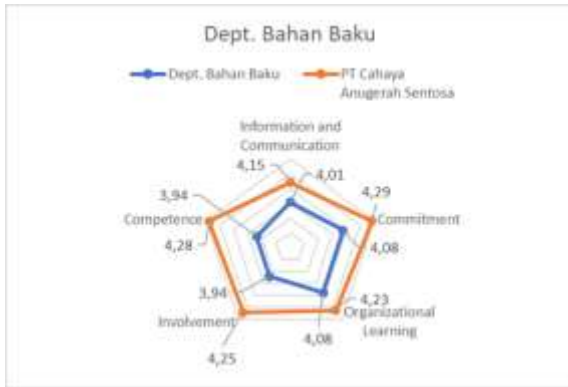 Dept. Bahan Baku
Dept. Bahan Baku
PT Cahaya
Anugerah Sentosa
Information and
Communication
4,15
4,01
3,94
4,29
Competence
Commitment
4,28
4,08
3,94
4,23
Involvement
Organizational
Learning
4,25
4,08